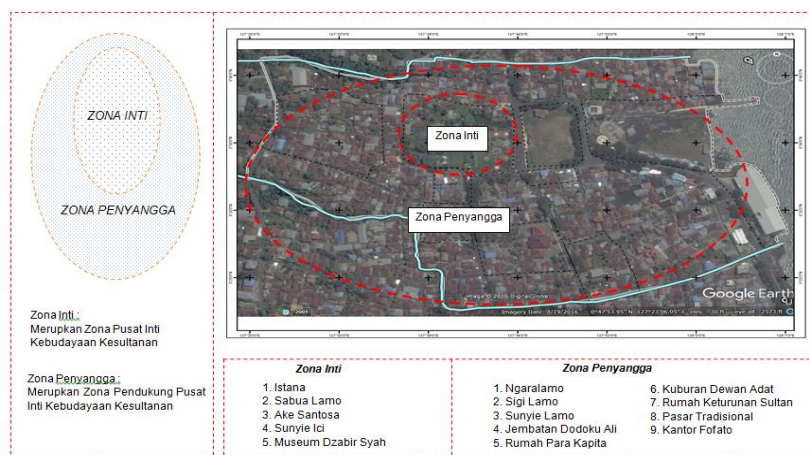 ZONA INTI
ZONA PENYANGGA
Zona Inti :
Merupkan Zona Pusat Inti
Kebudayaan Kesultanan
Zona Penyangga :
Merupkan Zona Pendukung Pusat
Inti Kebudayaan Kesultanan
Zona Inti
Zona Penyangga
Google Earth
Zona Inti
1. Istana
2. Sabua Lamo
3. Ake Santosa
4. Sunyie Ici
5. Museum Dzabir Syah
Zona Penyangga
1. Ngaralamo
2. Sigi Lamo
3. Sunyie Lamo
4. Jembatan Dodoku Ali
5. Rumah Para Kapita
6. Kuburan Dewan Adat
7. Rumah Keturunan Sultan
8. Pasar Tradisional
9. Kantor Fofato